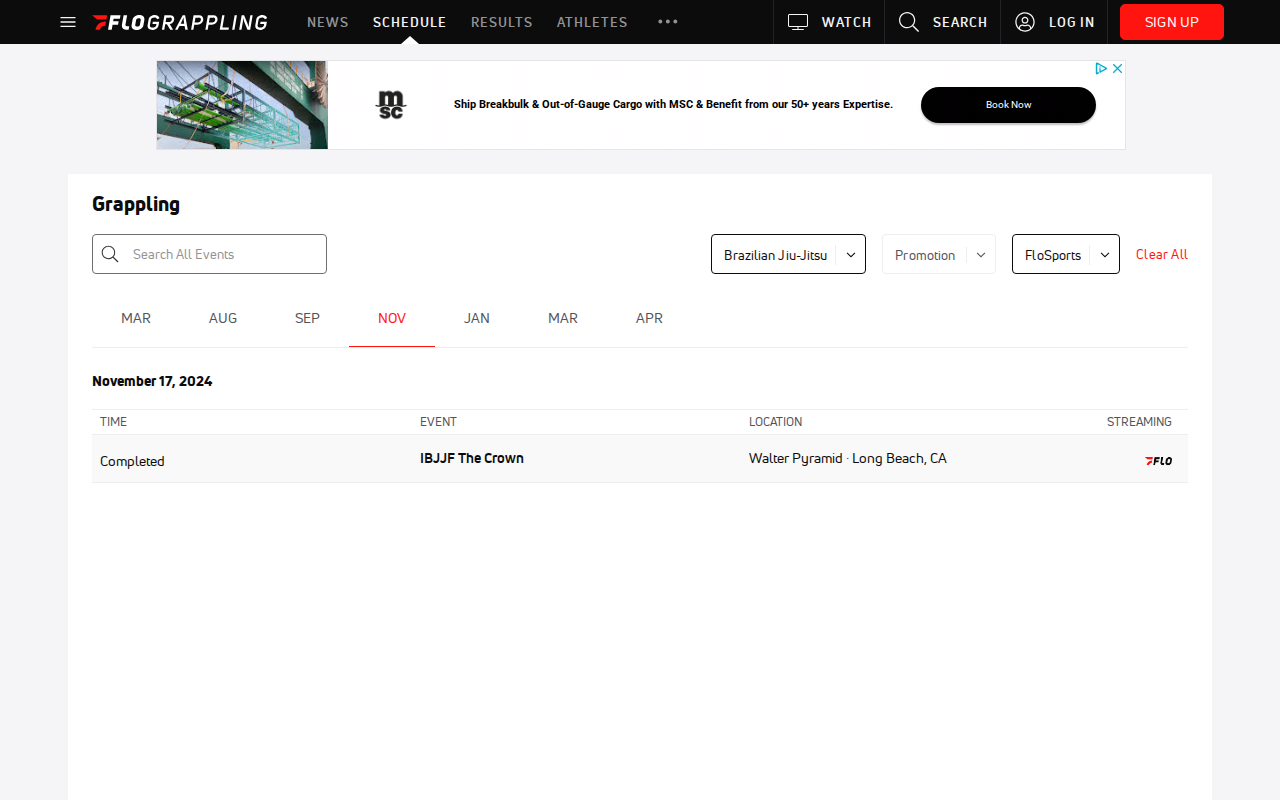 FLOGRAPPLING NEWS SCHEDULE RESULTS ATHLETES WATCH SEARCH LOG IN SIGN UP
msc Ship Breakbulk & Out-of-Gauge Cargo with MSC & Benefit from our 50+ years Expertise. Book Now
Grappling
Search All Events Brazilian Jiu-Jitsu Promotion FloSports Clear All
MAR AUG SEP NOV JAN MAR APR
November 17, 2024
TIME EVENT LOCATION STREAMING
Completed IBJJF The Crown Walter Pyramid · Long Beach, CA FLO